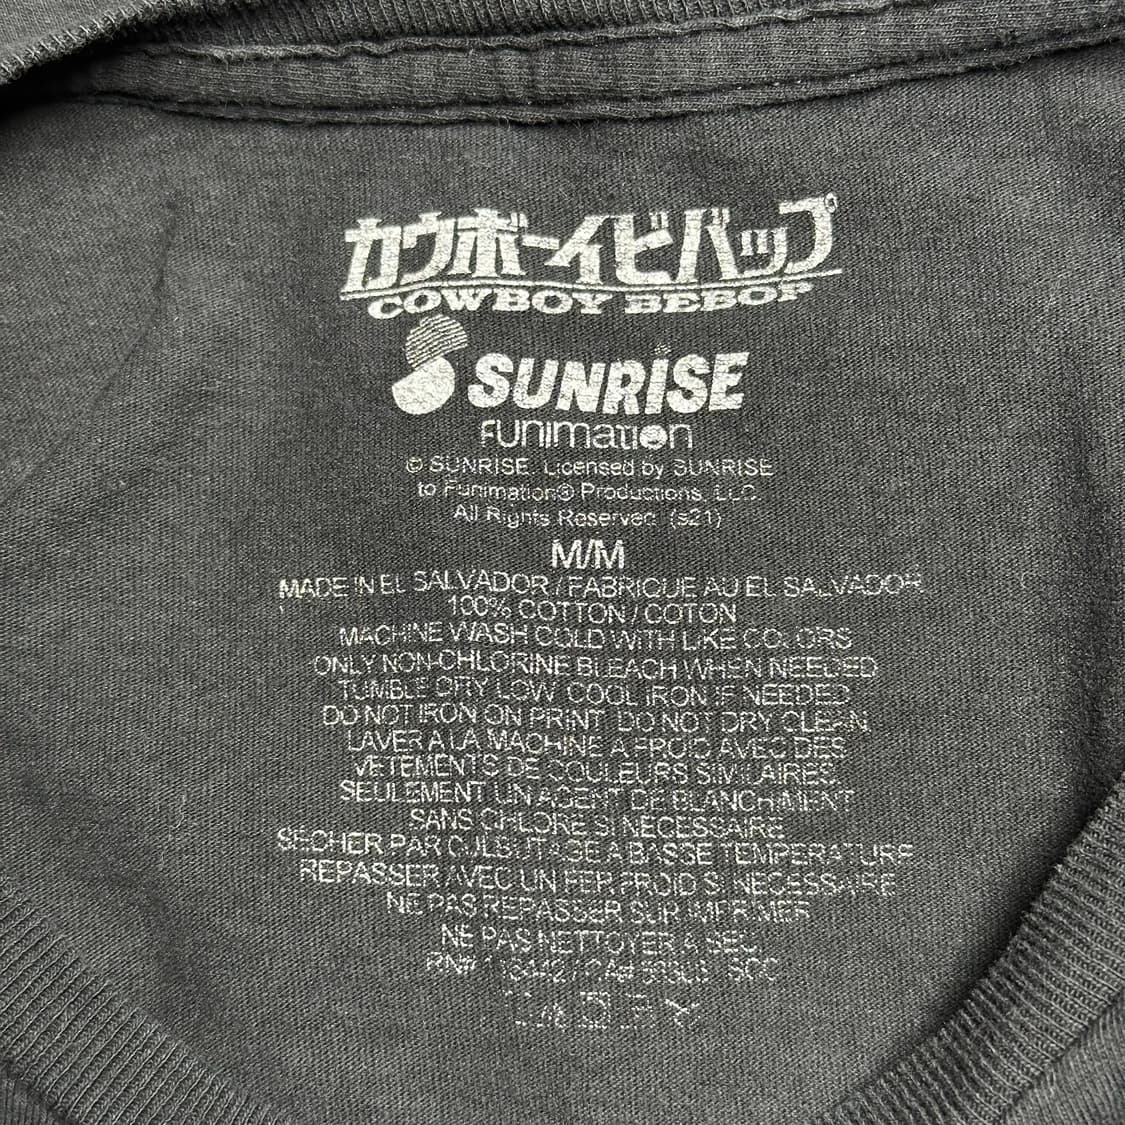 カウボーイビバップ
COWBOY BEBOP
SUNRISE
FUnimation
© SUNRISE. Licensed by SUNRISE
to Funimation® Productions, LLC.
All Rights Reserved. (s21)
M/M
MADE IN EL SALVADOR / FABRIQUE AU EL SALVADOR
100% COTTON / COTON
MACHINE WASH COLD WITH LIKE COLORS
ONLY NON-CHLORINE BLEACH WHEN NEEDED
TUMBLE DRY LOW COOL IRON IF NEEDED
DO NOT IRON ON PRINT DO NOT DRY CLEAN
LAVER A LA MACHINE A FROID AVEC DES
VETEMENTS DE COULEURS SIMILAIRES.
SEULEMENT UN AGENT DE BLANCHIMENT
SANS CHLORE SI NECESSAIRE
SECHER PAR CULBUTAGE A BASSE TEMPERATURE
REPASSER AVEC UN FER FROID SI NECESSAIRE
NE PAS REPASSER SUR IMPRIMER
NE PAS NETTOYER A SEC.
RN# / CA#